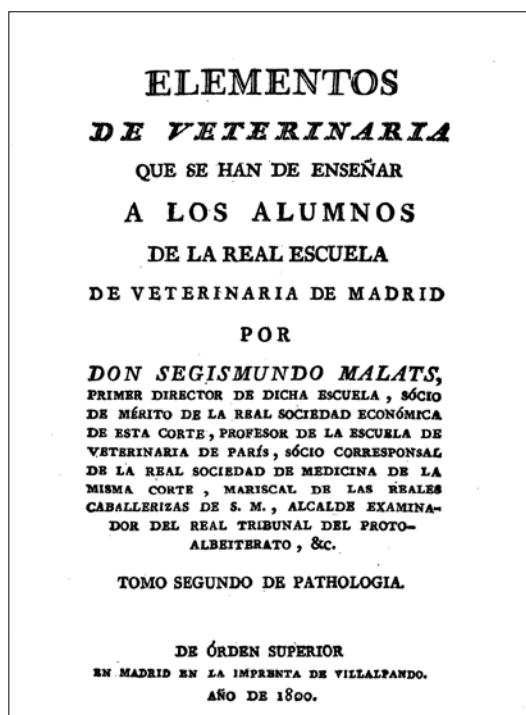 ELEMENTOS
DE VETERINARIA
QUE SE HAN DE ENSEÑAR
A LOS ALUMNOS
DE LA REAL ESCUELA
DE VETERINARIA DE MADRID
POR
DON SEGISMUNDO MALATS,
PRIMER DIRECTOR DE DICHA ESCUELA, SÓCIO
DE MÉRITO DE LA REAL SOCIEDAD ECONÓMICA
DE ESTA CORTE, PROFESOR DE LA ESCUELA DE
VETERINARIA DE PARÍS, SÓCIO CORRESPONSAL
DE LA REAL SOCIEDAD DE MEDICINA DE LA
MISMA CORTE, MARISCAL DE LAS REALES
CABALLERIZAS DE S. M., ALCALDE EXAMINA-
DOR DEL REAL TRIBUNAL DEL PROTO-
ALBEITERATO, &c.
TOMO SEGUNDO DE PATHOLOGIA.
DE ÓRDEN SUPERIOR
EN MADRID EN LA IMPRENTA DE VILLALPANDO.
AÑO DE 1800.